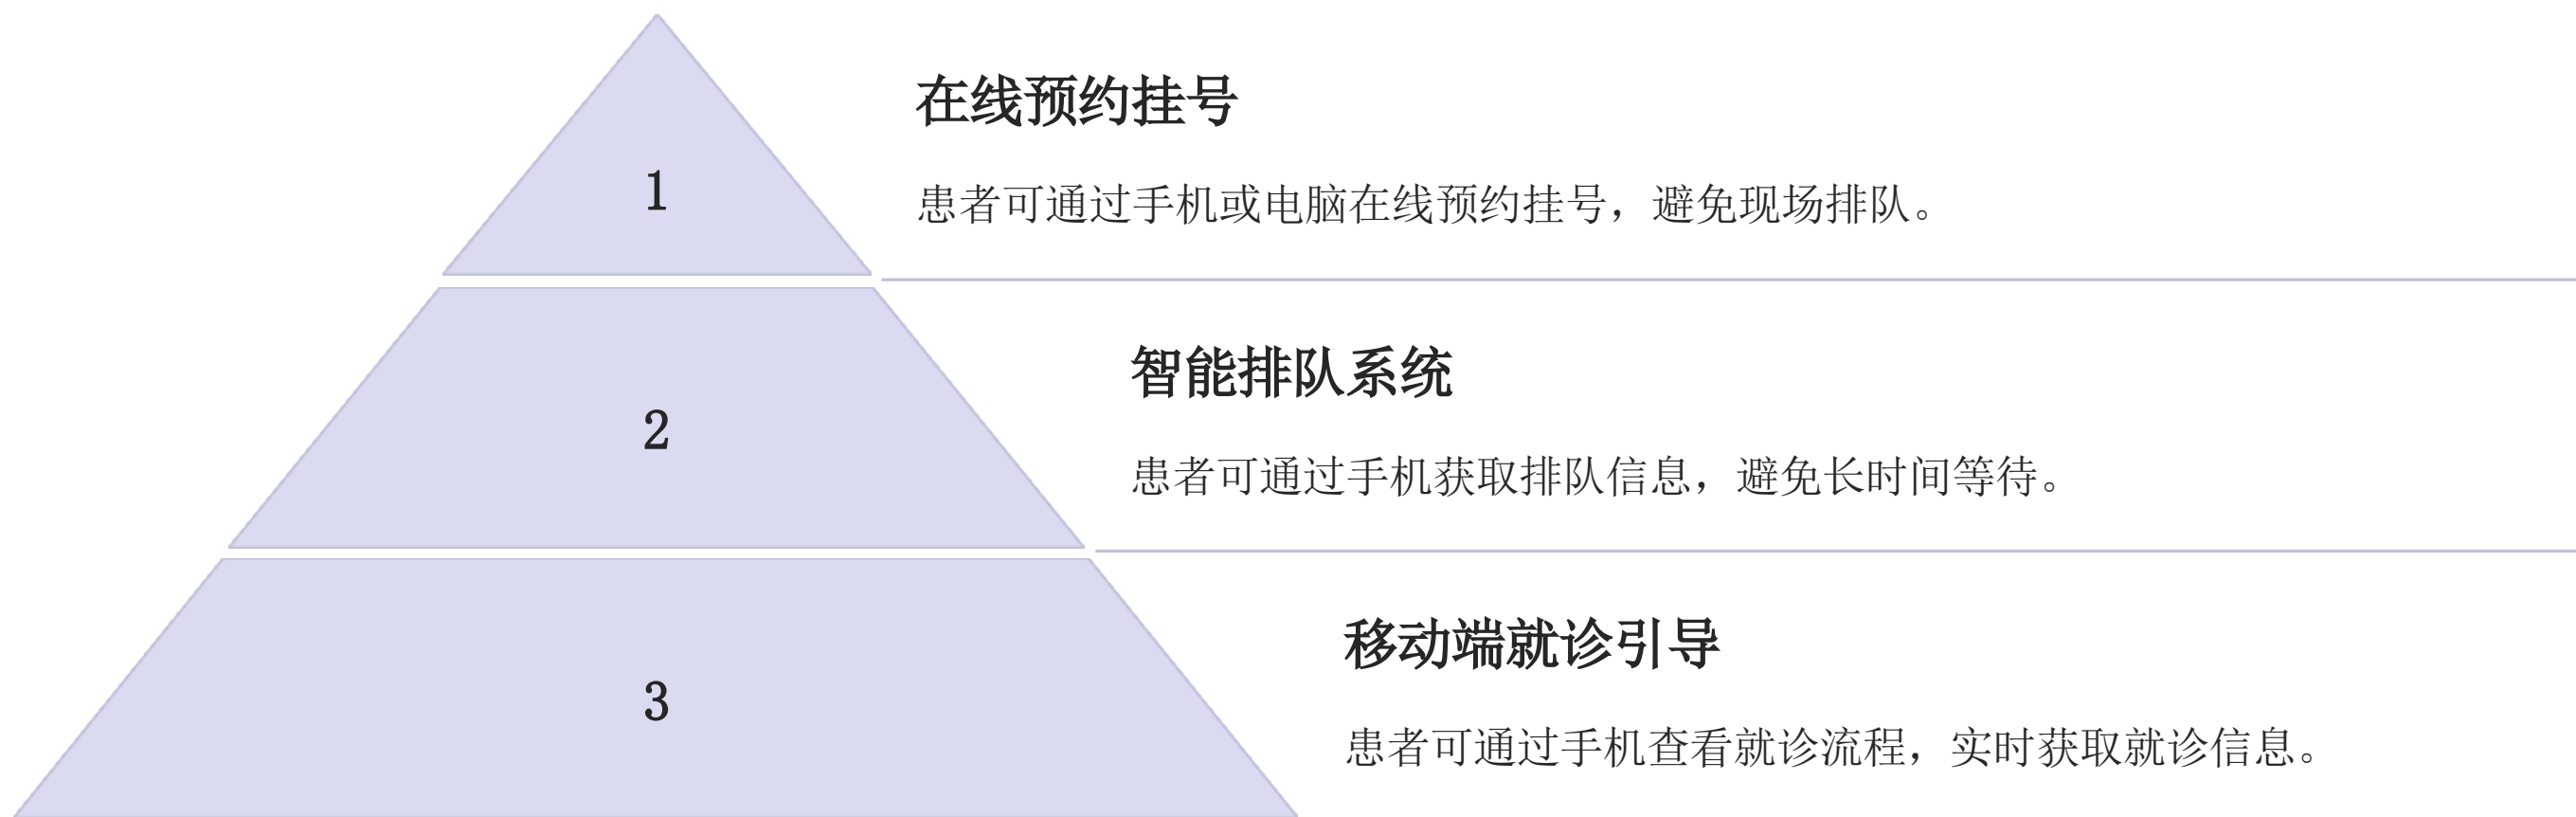 1
在线预约挂号
患者可通过手机或电脑在线预约挂号，避免现场排队。
2
智能排队系统
患者可通过手机获取排队信息，避免长时间等待。
3
移动端就诊引导
患者可通过手机查看就诊流程，实时获取就诊信息。